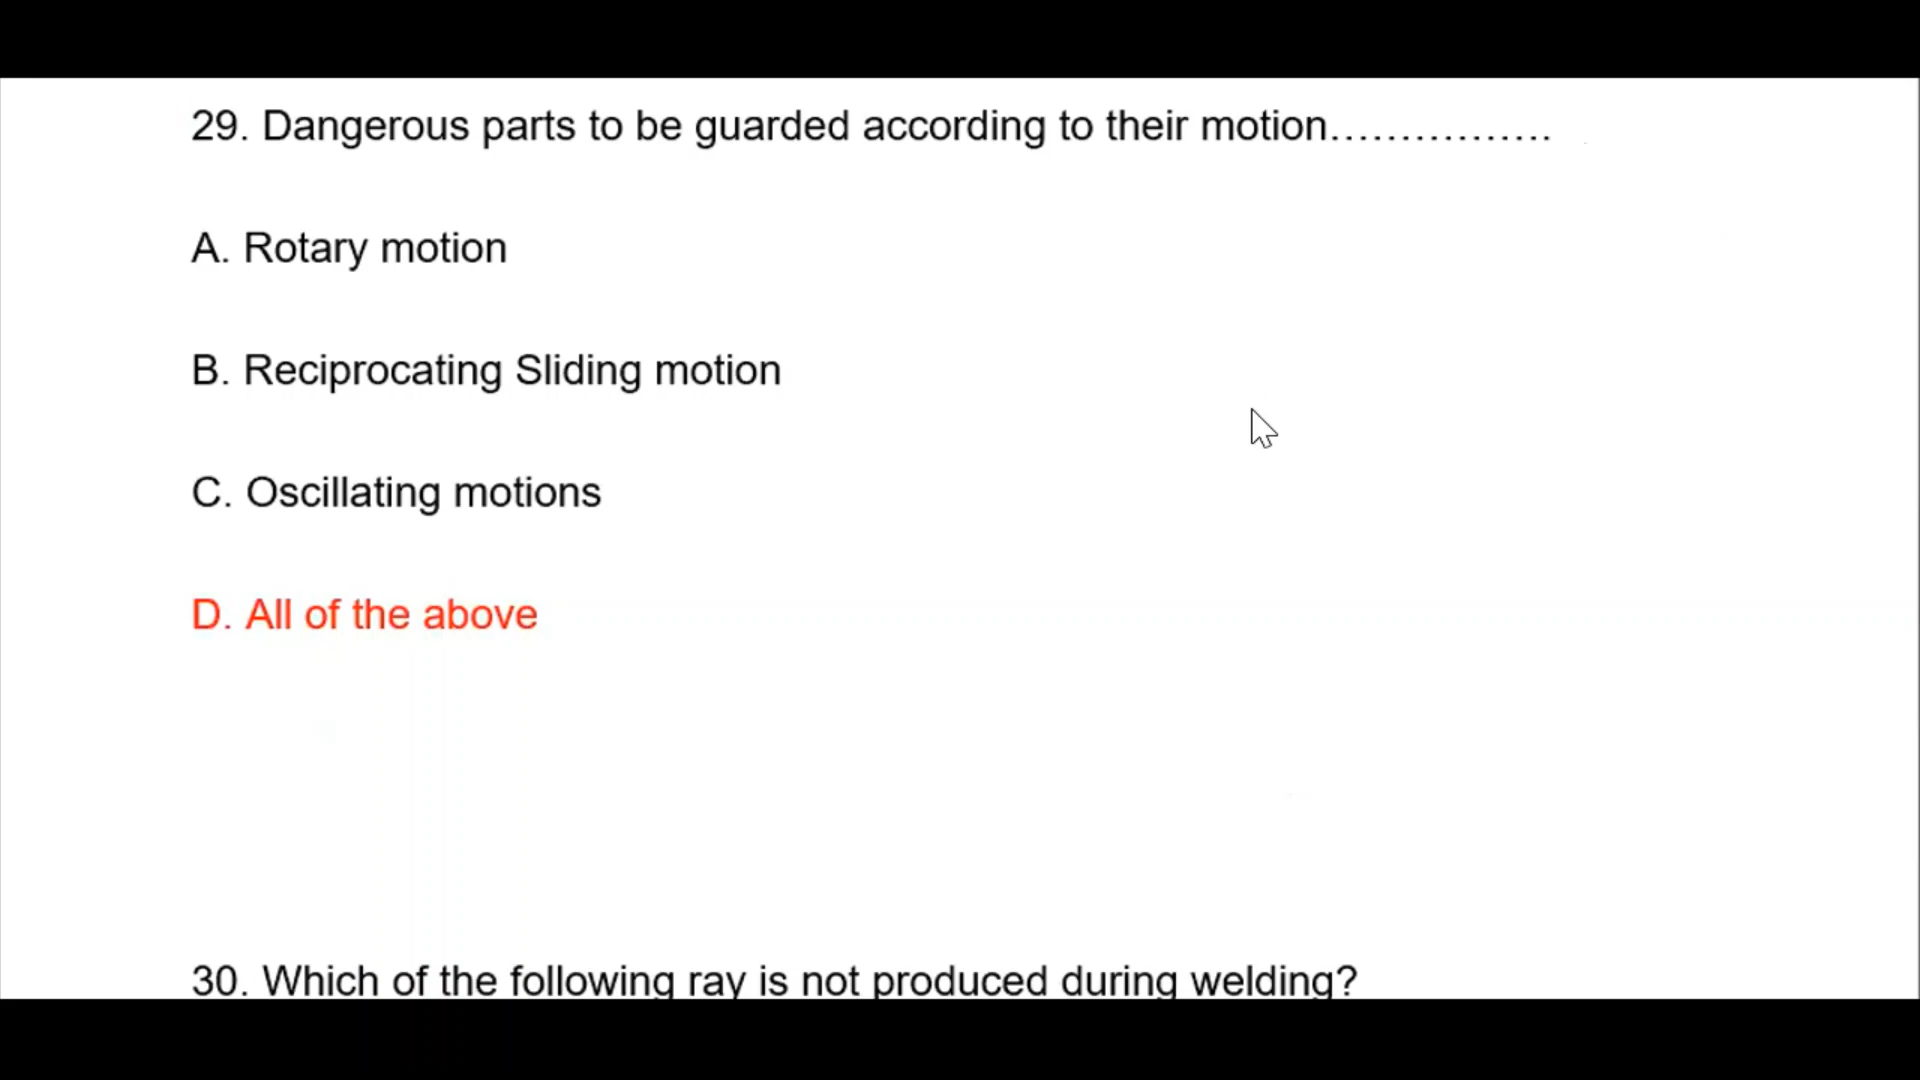 29. Dangerous parts to be guarded according to their motion................
A. Rotary motion
B. Reciprocating Sliding motion
C. Oscillating motions
D. All of the above
30. Which of the following ray is not produced during welding?